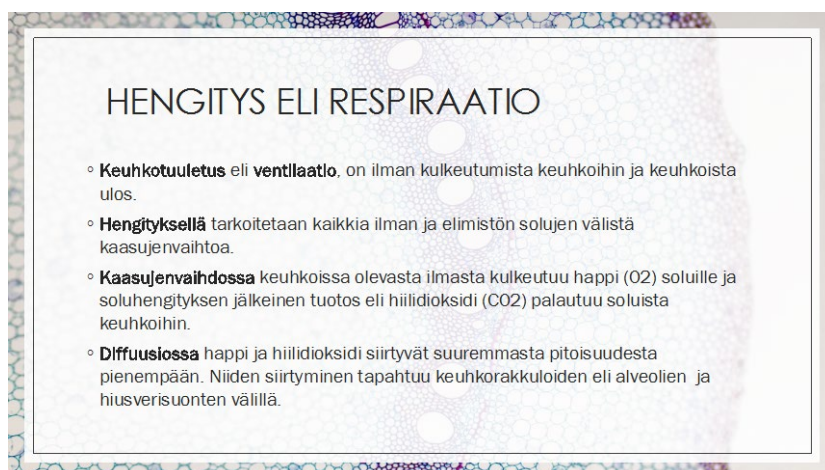 HENGITYS ELI RESPIRAATIO
◦ Keuhkotuuletus eli ventilaatio, on ilman kulkeutumista keuhkoihin ja keuhkoista
ulos.
◦ Hengityksellä tarkoitetaan kaikkia ilman ja elimistön solujen välistä
kaasujenvaihtoa.
◦ Kaasujenvaihdossa keuhkoissa olevasta ilmasta kulkeutuu happi (O2) soluille ja
soluhengityksen jälkeinen tuotos eli hiilidioksidi (CO2) palautuu soluista
keuhkoihin.
◦ Diffuusiossa happi ja hiilidioksidi siirtyvät suuremmasta pitoisuudesta
pienempään. Niiden siirtyminen tapahtuu keuhkorakkuloiden eli alveolien ja
hiusverisuonten välillä.